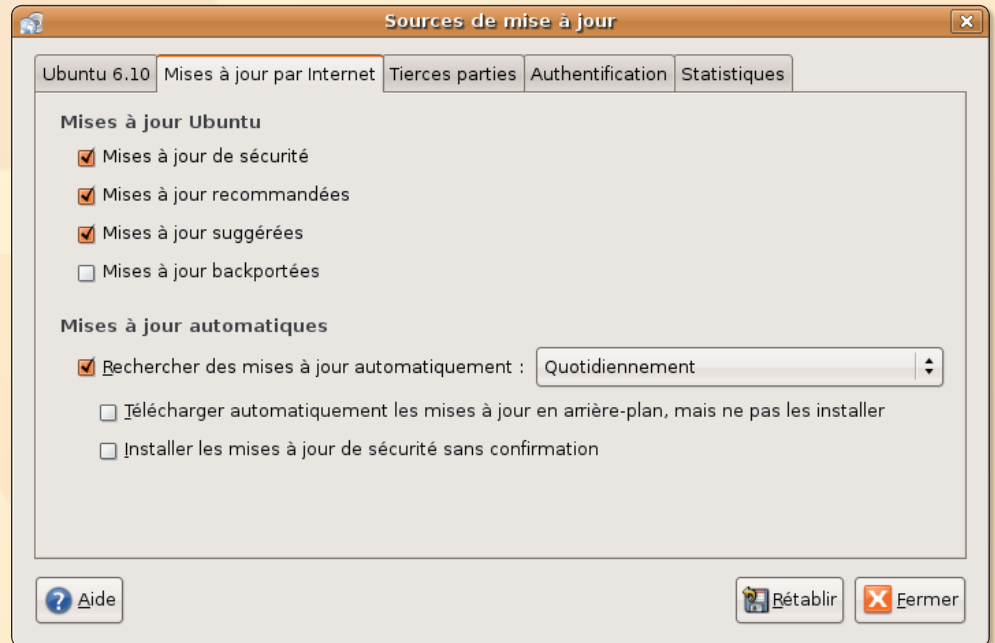 Sources de mise à jour
Ubuntu 6.10
Mises à jour par Internet
Tierces parties
Authentification
Statistiques
Mises à jour Ubuntu
Mises à jour de sécurité
Mises à jour recommandées
Mises à jour suggérées
Mises à jour backportées
Mises à jour automatiques
Rechercher des mises à jour automatiquement : Quotidiennement
Télécharger automatiquement les mises à jour en arrière-plan, mais ne pas les installer
Installer les mises à jour de sécurité sans confirmation
Aide
Rétablir
Fermer